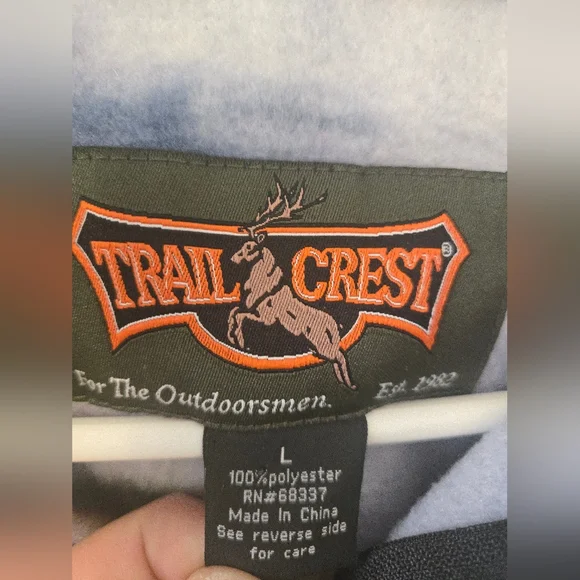 TRAIL CREST®
For The Outdoorsmen. Est. 1982
L
100%polyester
RN#68337
Made In China
See reverse side
for care